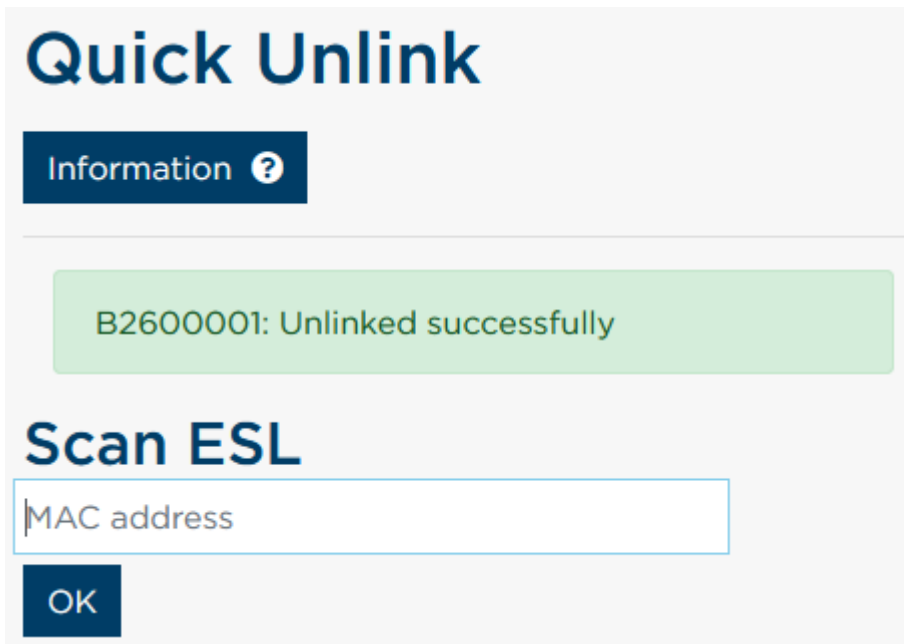 Quick Unlink
Information ?
B2600001: Unlinked successfully
Scan ESL
MAC address
OK